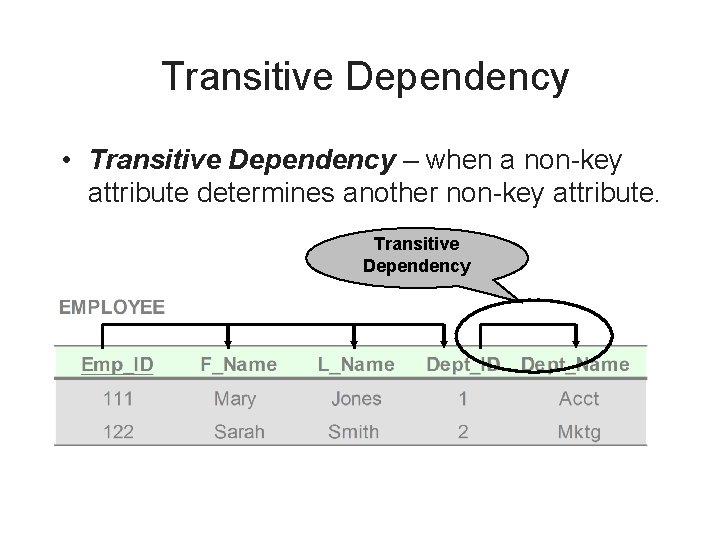 Transitive Dependency
• Transitive Dependency – when a non-key
attribute determines another non-key attribute.
Transitive
Dependency
EMPLOYEE
Emp_ID F_Name L_Name Dept_ID Dept_Name
111 Mary Jones 1 Acct
122 Sarah Smith 2 Mktg